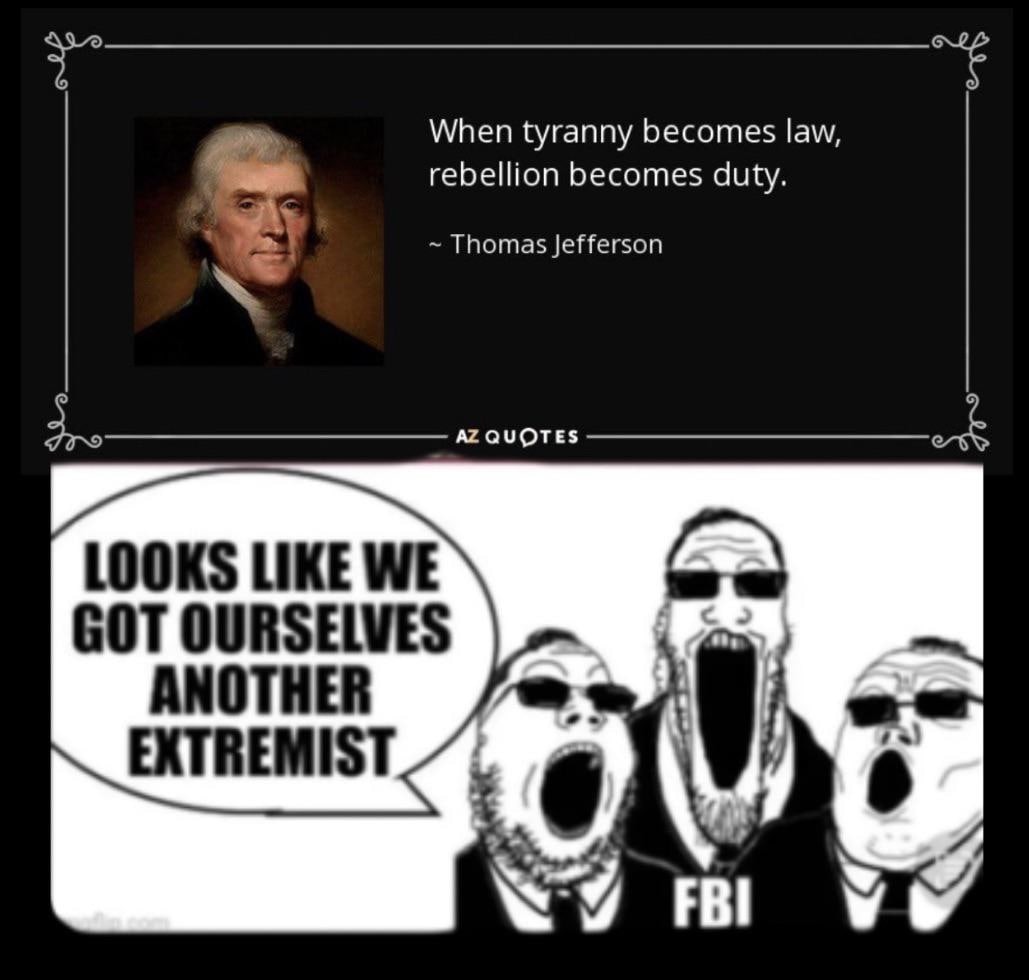 When tyranny becomes law,
rebellion becomes duty.
~ Thomas Jefferson
AZ QUOTES
LOOKS LIKE WE
GOT OURSELVES
ANOTHER
EXTREMIST
FBI